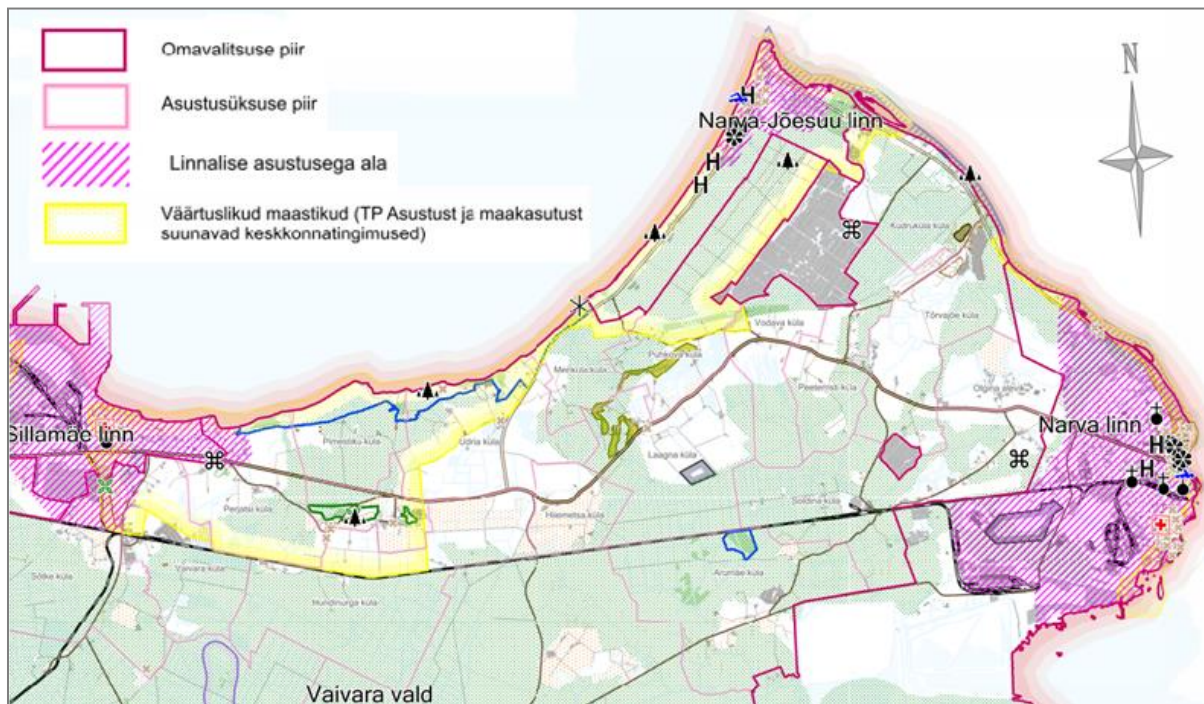 Omavalitsuse piir
Asustusüksuse piir
Linnalise asustusega ala
Väärtuslikud maastikud (TP Asustust ja maakasutust
suunavad keskkonnatingimused)
N
H
Narva-Jõesuu linn
H
H
Kudruküla küla
Tõrvajõe küla
Vodava küla
Puhkova küla
Meriküla küla
Peeterristi küla
Olgina alevik
Narva linn
Sillamäe linn
Pimestiku küla
Udria küla
H
H
Laagna küla
Perjatsi küla
Hiiemetsa küla
Soldina küla
Sõtke küla
Vaivara küla
Arumäe küla
Hundinurga küla
Vaivara vald